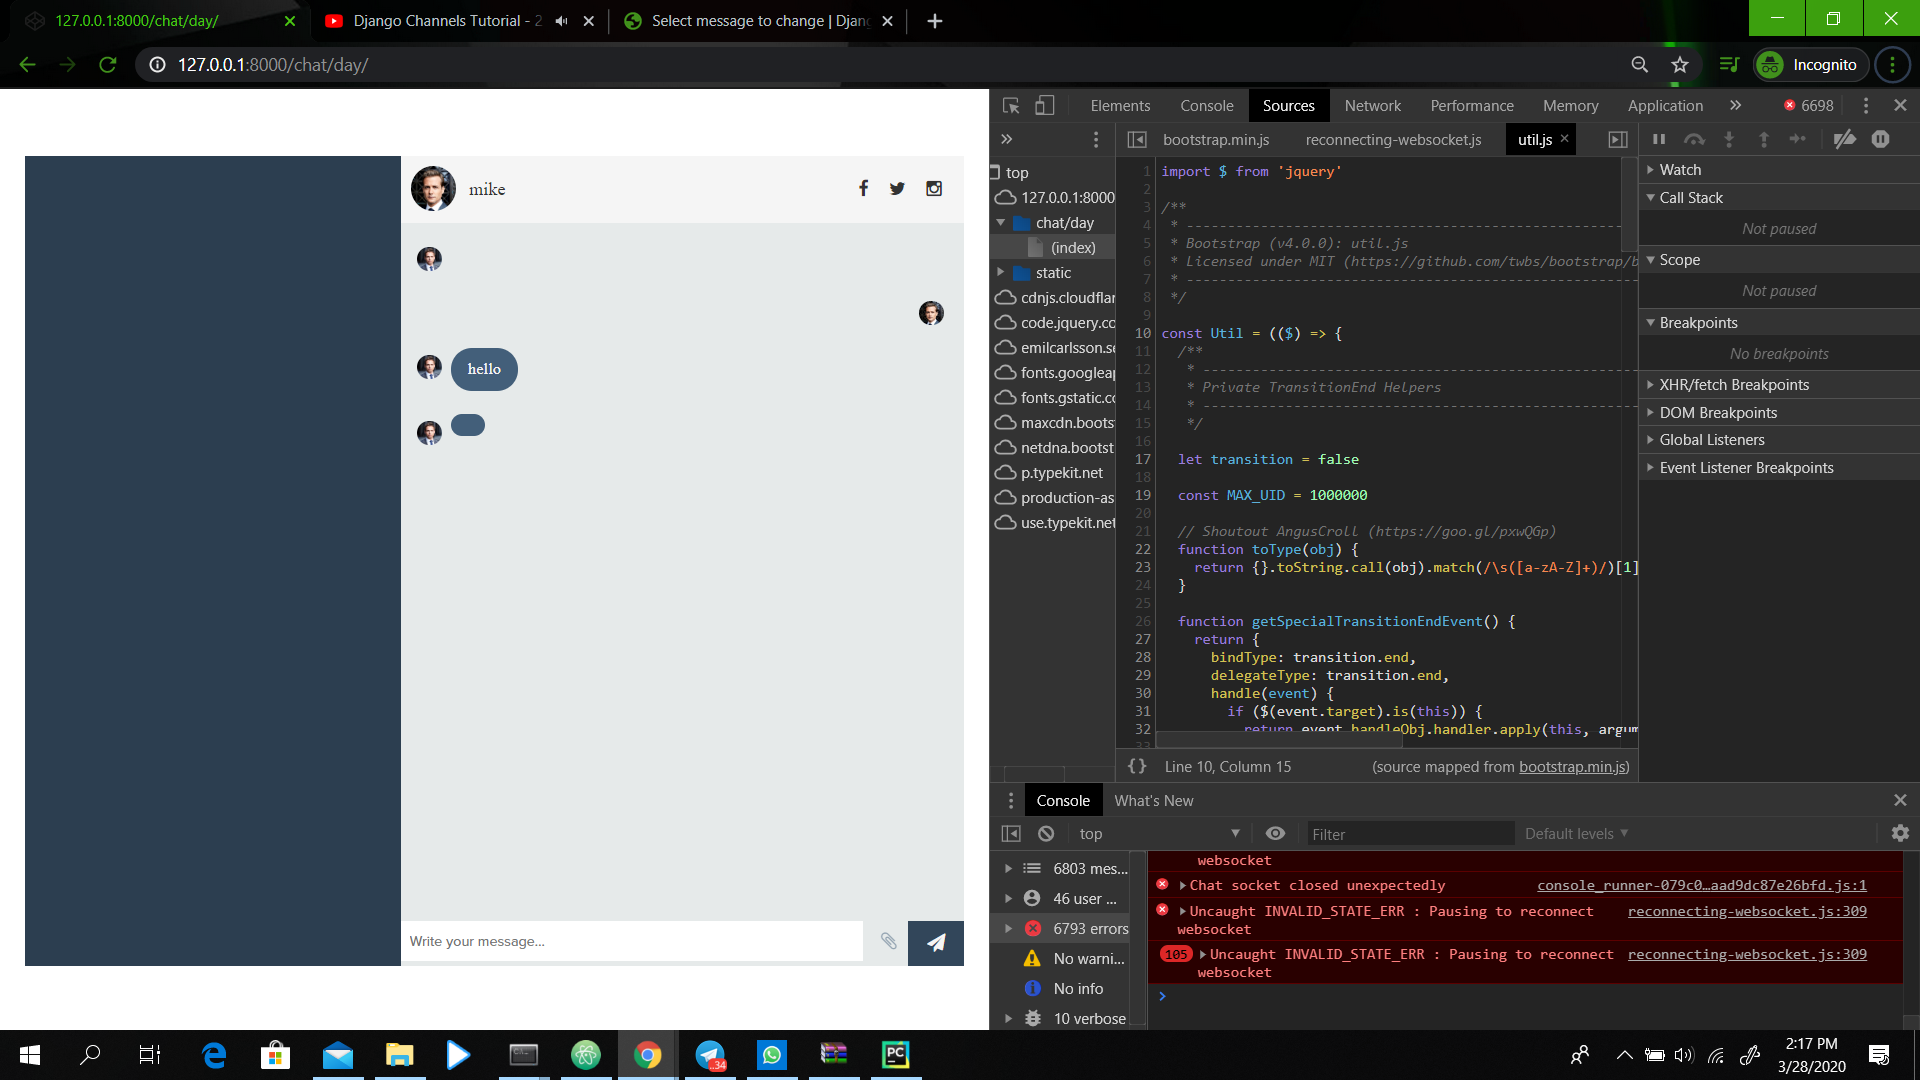 127.0.0.1:8000/chat/day/
Django Channels Tutorial - 2
Select message to change | Djan
127.0.0.1:8000/chat/day/
Incognito
Elements Console Sources Network Performance Memory Application » 6698
bootstrap.min.js reconnecting-websocket.js util.js
top
127.0.0.1:8000
chat/day
(index)
static
cdnjs.cloudflar
code.jquery.co
emilcarlsson.se
fonts.googleap
fonts.gstatic.co
maxcdn.boots
netdna.bootst
p.typekit.net
production-as
use.typekit.net
1 import $ from 'jquery'
2
3 /**
4 * -----------------------------------------------------
5 * Bootstrap (v4.0.0): util.js
6 * Licensed under MIT (https://github.com/twbs/bootstrap/b
7 * -----------------------------------------------------
8 */
9
10 const Util = (($) => {
11 /**
12 * -----------------------------------------------------
13 * Private TransitionEnd Helpers
14 * -----------------------------------------------------
15 */
16
17 let transition = false
18
19 const MAX_UID = 1000000
20
21 // Shoutout AngusCroll (https://goo.gl/pxwQGp)
22 function toType(obj) {
23 return {}.toString.call(obj).match(/\s([a-zA-Z]+)/)[1]
24 }
25
26 function getSpecialTransitionEndEvent() {
27 return {
28 bindType: transition.end,
29 delegateType: transition.end,
30 handle(event) {
31 if ($(event.target).is(this)) {
32 return event.handleObj.handler.apply(this, argum
33
{} Line 10, Column 15 (source mapped from bootstrap.min.js)
Watch
Call Stack
Not paused
Scope
Not paused
Breakpoints
No breakpoints
XHR/fetch Breakpoints
DOM Breakpoints
Global Listeners
Event Listener Breakpoints
mike
hello
Write your message...
Console What's New
top Filter Default levels
6803 mes...
46 user ...
6793 errors
No warni...
No info
10 verbose
websocket
Chat socket closed unexpectedly console_runner-079c0…aad9dc87e26bfd.js:1
Uncaught INVALID_STATE_ERR : Pausing to reconnect reconnecting-websocket.js:309
websocket
105 Uncaught INVALID_STATE_ERR : Pausing to reconnect reconnecting-websocket.js:309
websocket
..34
PC
2:17 PM
3/28/2020